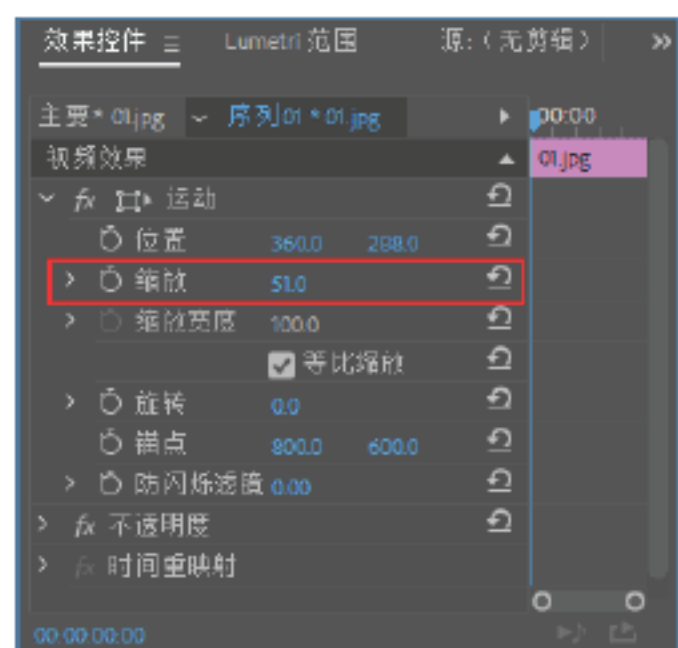 效果控件 Lumetri 范围 源:（无剪辑） »
主要 * 01.jpg 序列 01 * 01.jpg 00:00
视频效果 01.jpg
fx 运动
位置 360.0 288.0
缩放 51.0
缩放宽度 100.0
等比缩放
旋转 0.0
锚点 800.0 600.0
防闪烁滤镜 0.00
fx 不透明度
fx 时间重映射
00:00:00:00